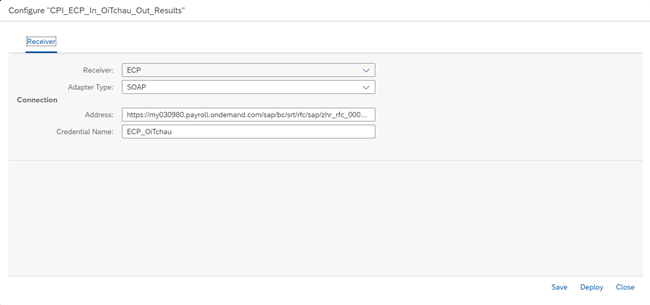 Configure "CPI_ECP_In_OiTchau_Out_Results"
Receiver
Receiver: ECP
Adapter Type: SOAP
Connection
Address: https://my030980.payroll.ondemand.com/sap/bc/srt/rfc/sap/zhr_rfc_000...
Credential Name: ECP_OiTchau
Save Deploy Close